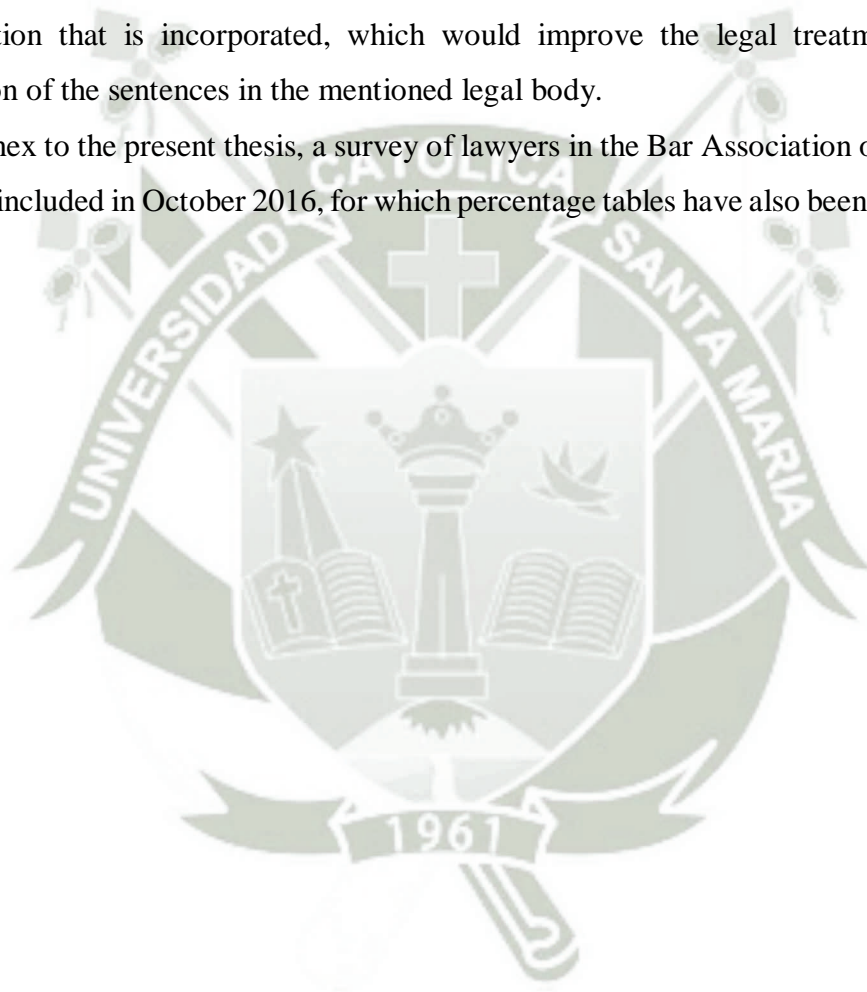 tion that is incorporated, which would improve the legal treatm
on of the sentences in the mentioned legal body.
nex to the present thesis, a survey of lawyers in the Bar Association o
included in October 2016, for which percentage tables have also been
UNIVERSIDAD CATOLICA SANTA MARIA
1961